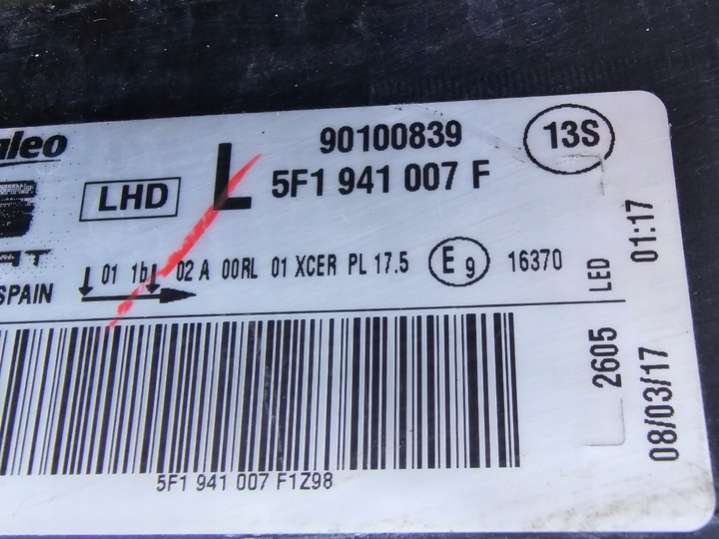 90100839
13S
LHD
L
5F1 941 007 F
01 1b 02 A 00RL 01 XCER PL 17.5 E9 16370
SPAIN
LED
01:17
2605
08/03/17
5F1 941 007 F1Z98